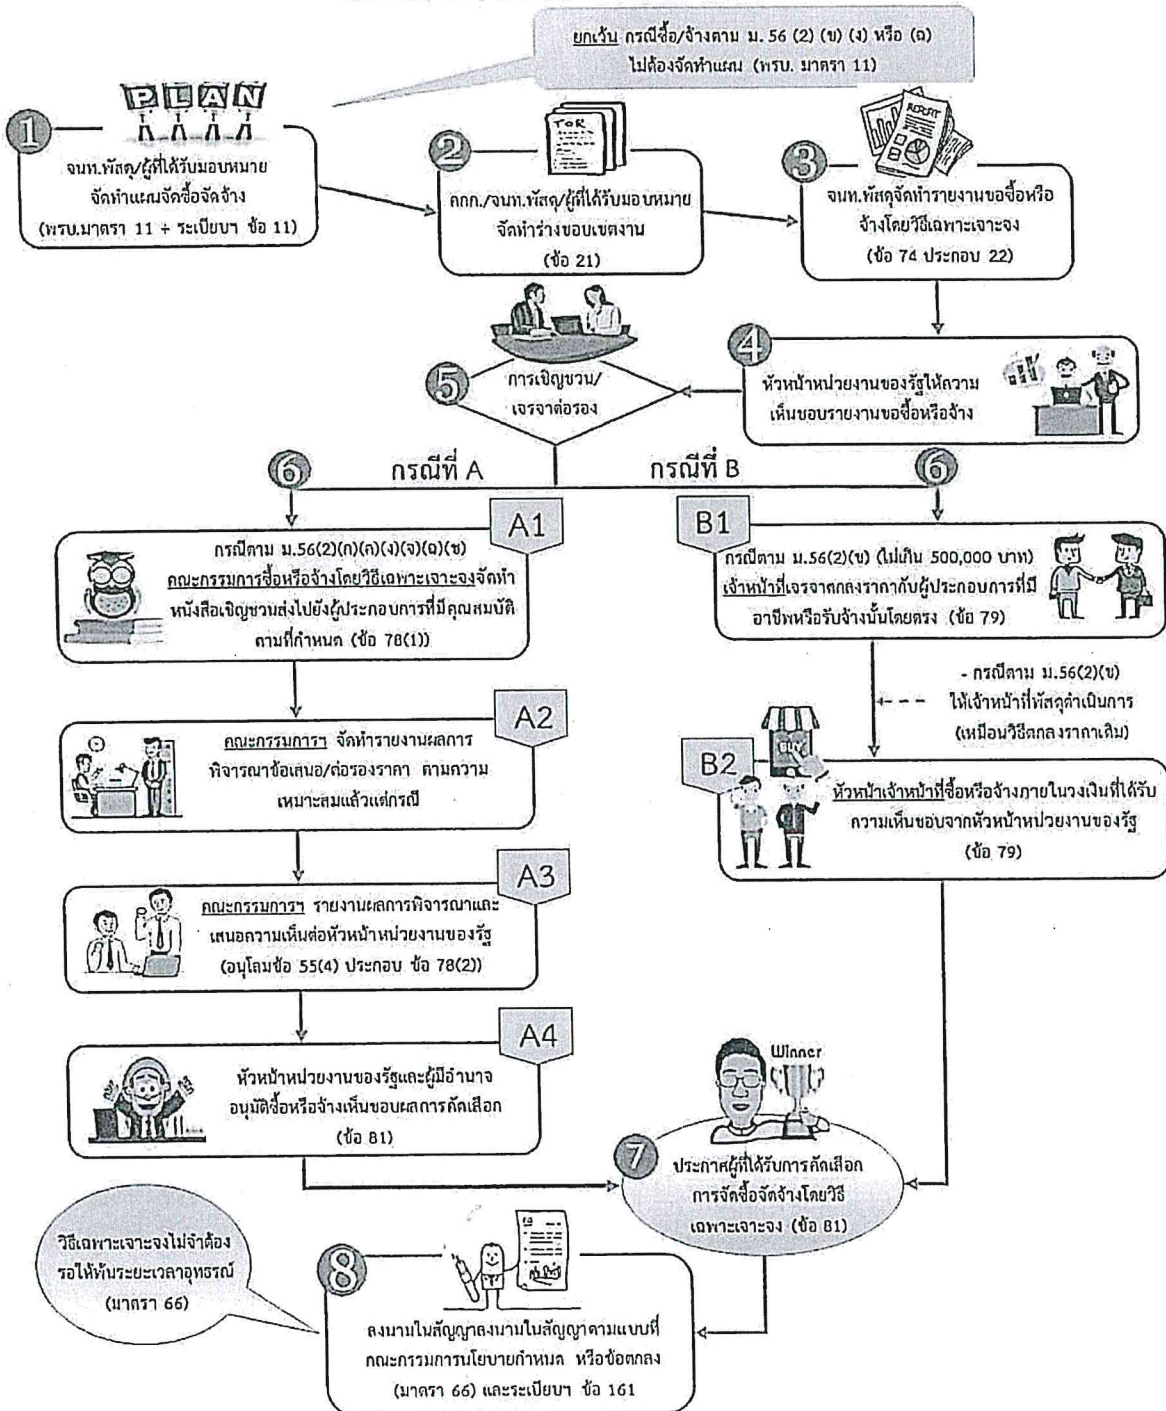 ยกเว้น กรณีซื้อ/จ้างตาม ม.56 (2) (ข) (ง) หรือ (ฉ)
ไม่ต้องจัดทำแผน (พรบ. มาตรา 11)
PLAN
1
จนท.พัสดุ/ผู้ที่ได้รับมอบหมาย
จัดทำแผนจัดซื้อจัดจ้าง
(พรบ.มาตรา 11 + ระเบียบฯ ข้อ 11)
TOR
2
คกก./จนท.พัสดุ/ผู้ที่ได้รับมอบหมาย
จัดทำร่างขอบเขตงาน
(ข้อ 21)
REPORT
3
จนท.พัสดุจัดทำรายงานขอซื้อหรือ
จ้างโดยวิธีเฉพาะเจาะจง
(ข้อ 74 ประกอบ 22)
4
หัวหน้าหน่วยงานของรัฐให้ความ
เห็นชอบรายงานขอซื้อหรือจ้าง
5
การเชิญชวน/
เจรจาต่อรอง
6
กรณีที่ A
กรณีที่ B
6
A1
กรณีตาม ม.56(2)(ก)(ค)(ง)(จ)(ฉ)(ช)
คณะกรรมการซื้อหรือจ้างโดยวิธีเฉพาะเจาะจงจัดทำ
หนังสือเชิญชวนส่งไปยังผู้ประกอบการที่มีคุณสมบัติ
ตามที่กำหนด (ข้อ 78(1))
B1
กรณีตาม ม.56(2)(ข) (ไม่เกิน 500,000 บาท)
เจ้าหน้าที่เจรจาตกลงราคากับผู้ประกอบการที่มี
อาชีพหรือรับจ้างนั้นโดยตรง (ข้อ 79)
- กรณีตาม ม.56(2)(ข)
ให้เจ้าหน้าที่พัสดุดำเนินการ
(เหมือนวิธีตกลงราคาเดิม)
A2
คณะกรรมการฯ จัดทำรายงานผลการ
พิจารณาข้อเสนอ/ต่อรองราคา ตามความ
เหมาะสมแล้วแต่กรณี
BUY
B2
หัวหน้าเจ้าหน้าที่ซื้อหรือจ้างภายในวงเงินที่ได้รับ
ความเห็นชอบจากหัวหน้าหน่วยงานของรัฐ
(ข้อ 79)
A3
คณะกรรมการฯ รายงานผลการพิจารณาและ
เสนอความเห็นต่อหัวหน้าหน่วยงานของรัฐ
(อนุโลมข้อ 55(4) ประกอบ ข้อ 78(2))
A4
หัวหน้าหน่วยงานของรัฐและผู้มีอำนาจ
อนุมัติซื้อหรือจ้างเห็นชอบผลการคัดเลือก
(ข้อ 81)
Winner
7
ประกาศผู้ที่ได้รับการคัดเลือก
การจัดซื้อจัดจ้างโดยวิธี
เฉพาะเจาะจง (ข้อ 81)
วิธีเฉพาะเจาะจงไม่จำต้อง
รอให้พ้นระยะเวลาอุทธรณ์
(มาตรา 66)
8
ลงนามในสัญญาลงนามในสัญญาตามแบบที่
คณะกรรมการนโยบายกำหนด หรือข้อตกลง
(มาตรา 66) และระเบียบฯ ข้อ 161